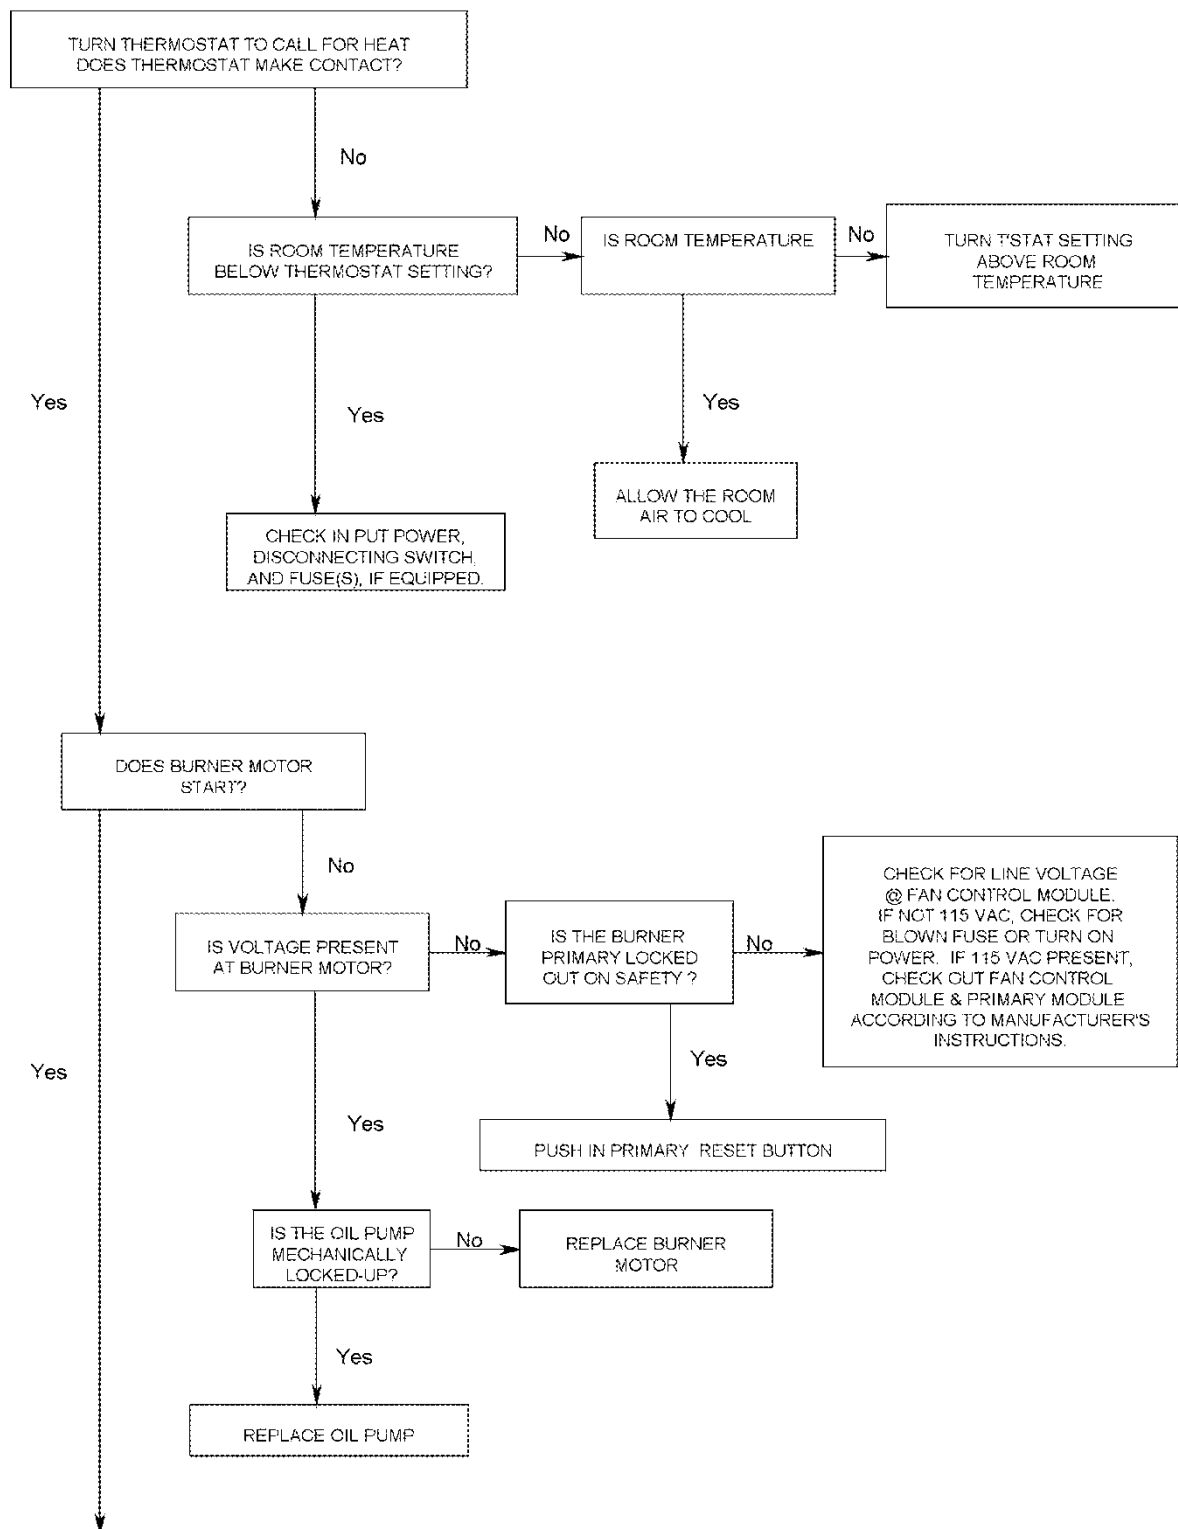 TURN THERMOSTAT TO CALL FOR HEAT
DOES THERMOSTAT MAKE CONTACT?
No
IS ROOM TEMPERATURE
BELOW THERMOSTAT SETTING?
No
IS ROOM TEMPERATURE
No
TURN T'STAT SETTING
ABOVE ROOM
TEMPERATURE
Yes
Yes
Yes
ALLOW THE ROOM
AIR TO COOL
CHECK IN PUT POWER,
DISCONNECTING SWITCH,
AND FUSE(S), IF EQUIPPED.
DOES BURNER MOTOR
START?
No
IS VOLTAGE PRESENT
AT BURNER MOTOR?
No
IS THE BURNER
PRIMARY LOCKED
OUT ON SAFETY ?
No
CHECK FOR LINE VOLTAGE
@ FAN CONTROL MODULE.
IF NOT 115 VAC, CHECK FOR
BLOWN FUSE OR TURN ON
POWER.  IF 115 VAC PRESENT,
CHECK OUT FAN CONTROL
MODULE & PRIMARY MODULE
ACCORDING TO MANUFACTURER'S
INSTRUCTIONS.
Yes
Yes
Yes
PUSH IN PRIMARY  RESET BUTTON
IS THE OIL PUMP
MECHANICALLY
LOCKED-UP?
No
REPLACE BURNER
MOTOR
Yes
REPLACE OIL PUMP